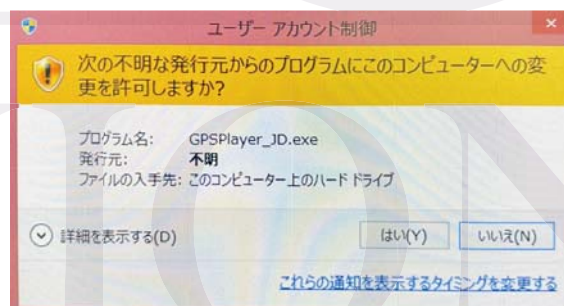 ユーザー アカウント制御
次の不明な発行元からのプログラムにこのコンピューターへの変
更を許可しますか?
プログラム名: GPSPlayer_JD.exe
発行元: 不明
ファイルの入手先: このコンピューター上のハード ドライブ
詳細を表示する(D)
はい(Y)
いいえ(N)
これらの通知を表示するタイミングを変更する